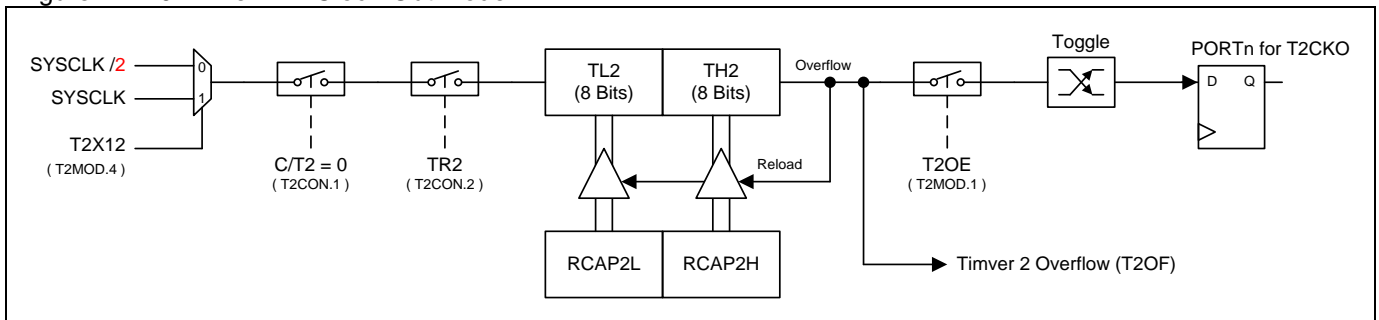 SYSCLK /2
SYSCLK
T2X12
( T2MOD.4 )
0
1
C/T2 = 0
( T2CON.1 )
TR2
( T2CON.2 )
TL2
(8 Bits)
TH2
(8 Bits)
Overflow
Reload
RCAP2L
RCAP2H
T2OE
( T2MOD.1 )
Toggle
PORTn for T2CKO
D Q
Timver 2 Overflow (T2OF)